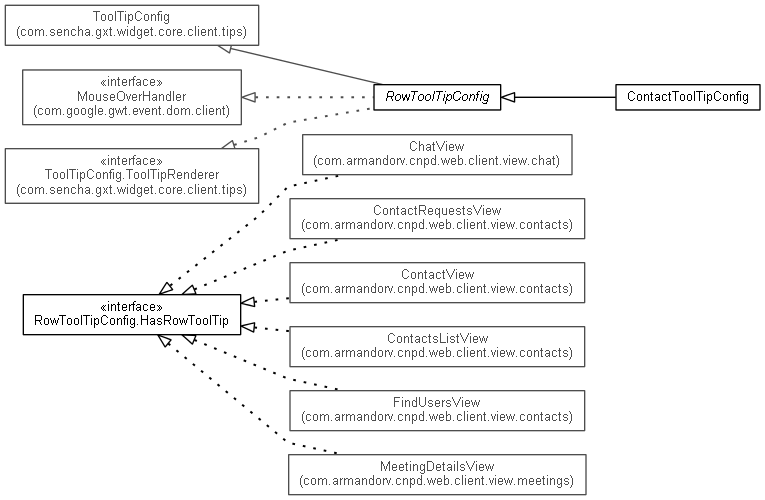 ToolTipConfig
(com.sencha.gxt.widget.core.client.tips)
«interface»
MouseOverHandler
(com.google.gwt.event.dom.client)
RowToolTipConfig
ContactToolTipConfig
«interface»
ToolTipConfig.ToolTipRenderer
(com.sencha.gxt.widget.core.client.tips)
ChatView
(com.armandorv.cnpd.web.client.view.chat)
ContactRequestsView
(com.armandorv.cnpd.web.client.view.contacts)
ContactView
(com.armandorv.cnpd.web.client.view.contacts)
«interface»
RowToolTipConfig.HasRowToolTip
ContactsListView
(com.armandorv.cnpd.web.client.view.contacts)
FindUsersView
(com.armandorv.cnpd.web.client.view.contacts)
MeetingDetailsView
(com.armandorv.cnpd.web.client.view.meetings)